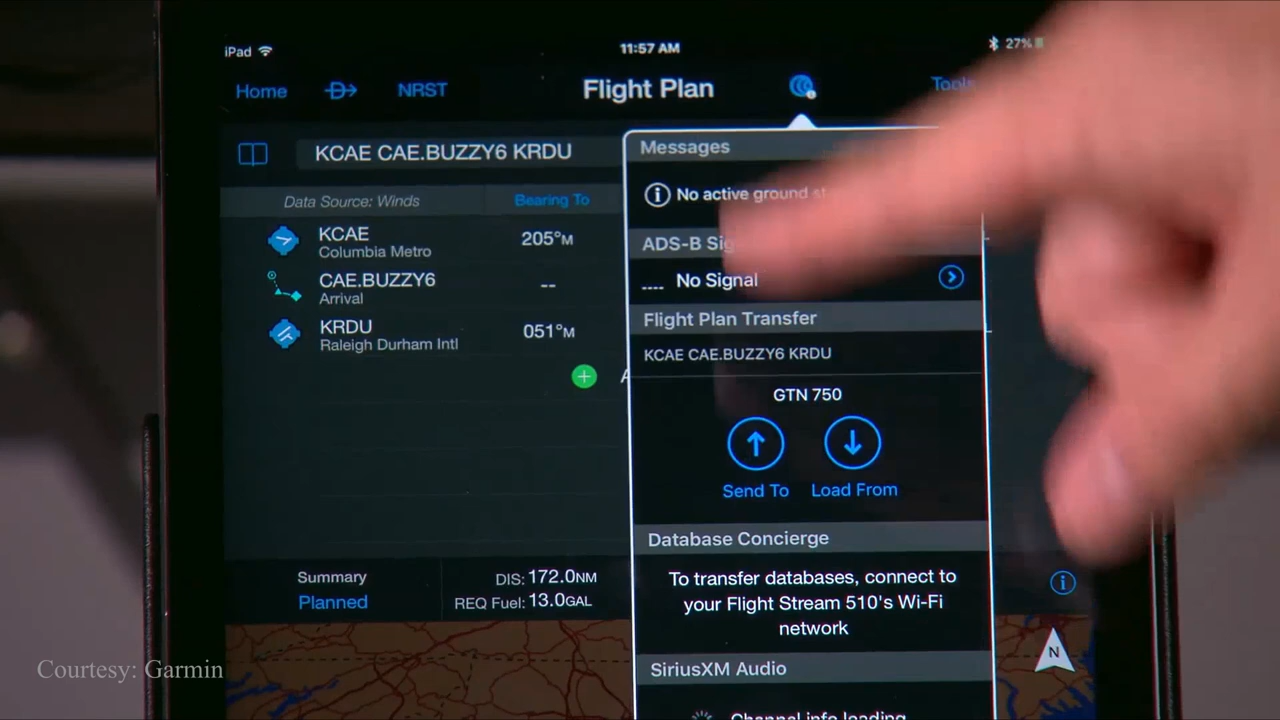 iPad
11:57 AM
27%
Home
NRST
Flight Plan
KCAE CAE.BUZZY6 KRDU
Data Source: Winds
Bearing To
KCAE
Columbia Metro
205°M
CAE.BUZZY6
Arrival
--
KRDU
Raleigh Durham Intl
051°M
Summary
Planned
DIS: 172.0NM
REQ Fuel: 13.0GAL
Messages
No active ground
ADS-B
No Signal
Flight Plan Transfer
KCAE CAE.BUZZY6 KRDU
GTN 750
Send To
Load From
Database Concierge
To transfer databases, connect to
your Flight Stream 510's Wi-Fi
network
SiriusXM Audio
Channel info loading
N
Courtesy: Garmin